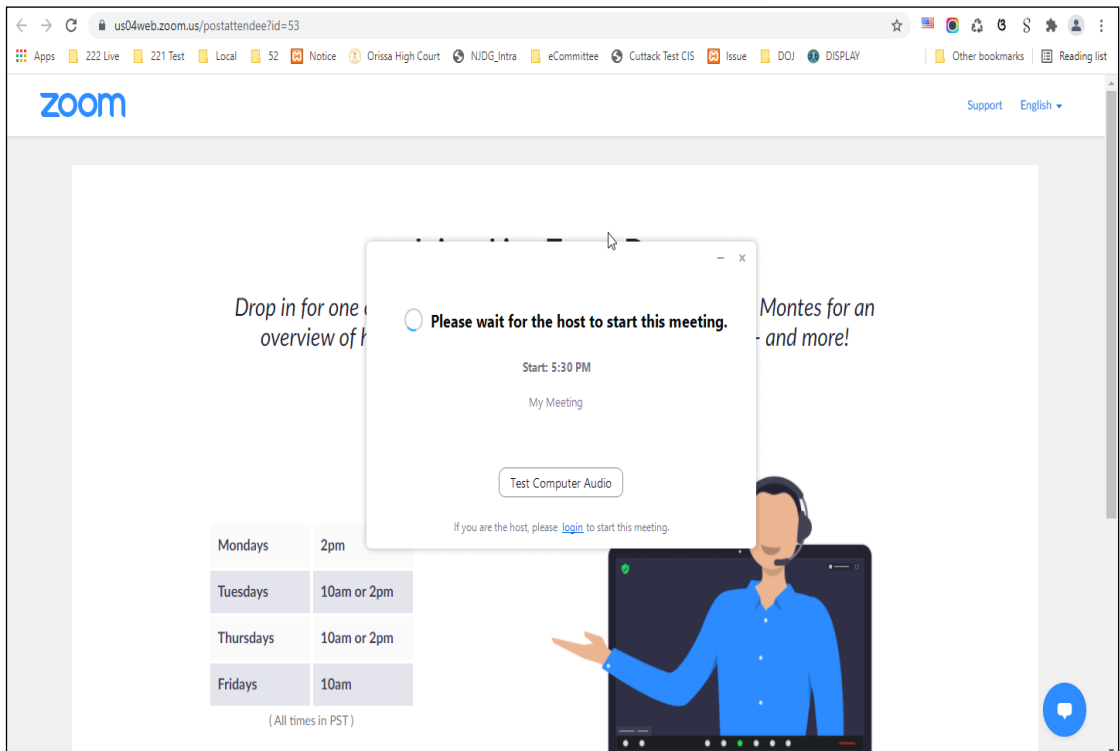 us04web.zoom.us/postattendee?id=53
Apps 222 Live 221 Test Local 52 Notice Orissa High Court NJDG_Intra eCommittee Cuttack Test CIS Issue DOJ DISPLAY Other bookmarks Reading list
zoom
Support English
Drop in for one Montes for an
overview of and more!
Please wait for the host to start this meeting.
Start: 5:30 PM
My Meeting
Test Computer Audio
If you are the host, please login to start this meeting.
Mondays 2pm
Tuesdays 10am or 2pm
Thursdays 10am or 2pm
Fridays 10am
( All times in PST )